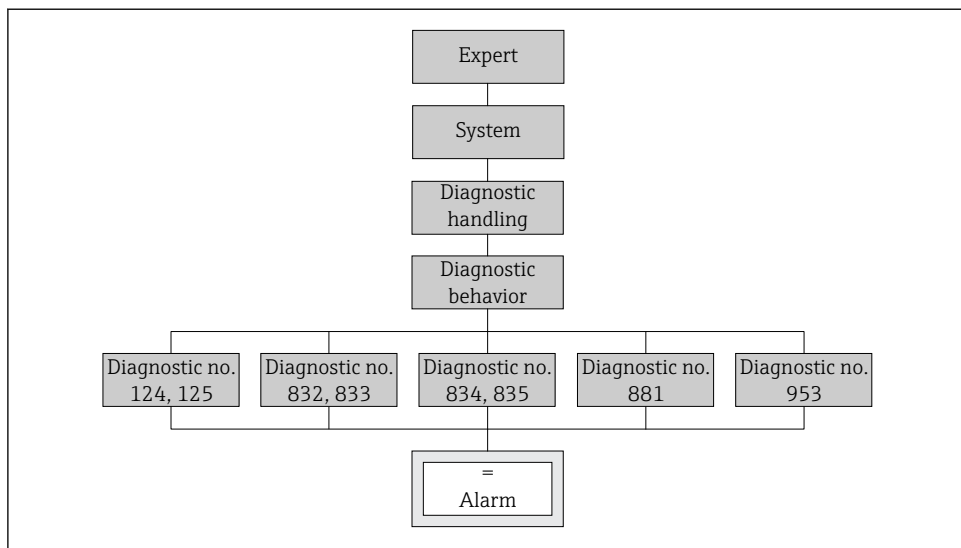 Expert
System
Diagnostic
handling
Diagnostic
behavior
Diagnostic no.
124, 125
Diagnostic no.
832, 833
Diagnostic no.
834, 835
Diagnostic no.
881
Diagnostic no.
953
=
Alarm